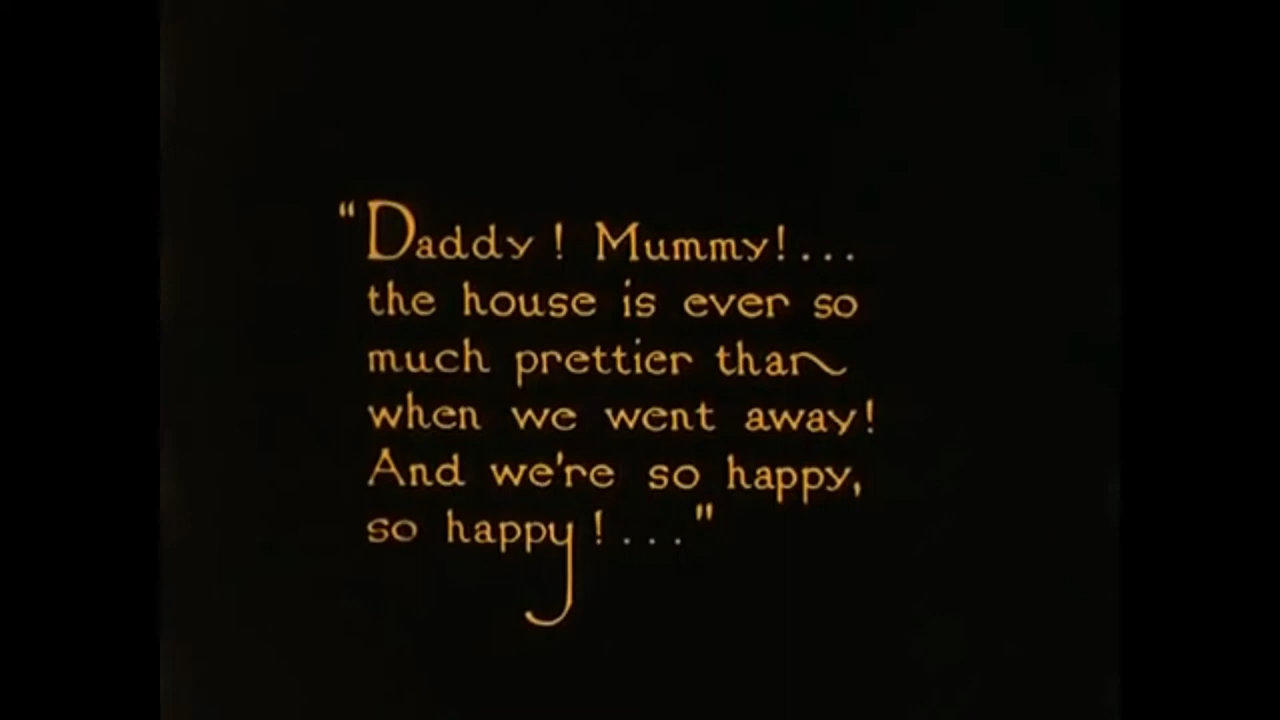 “Daddy! Mummy!...
the house is ever so
much prettier than
when we went away!
And we're so happy,
so happy!..."